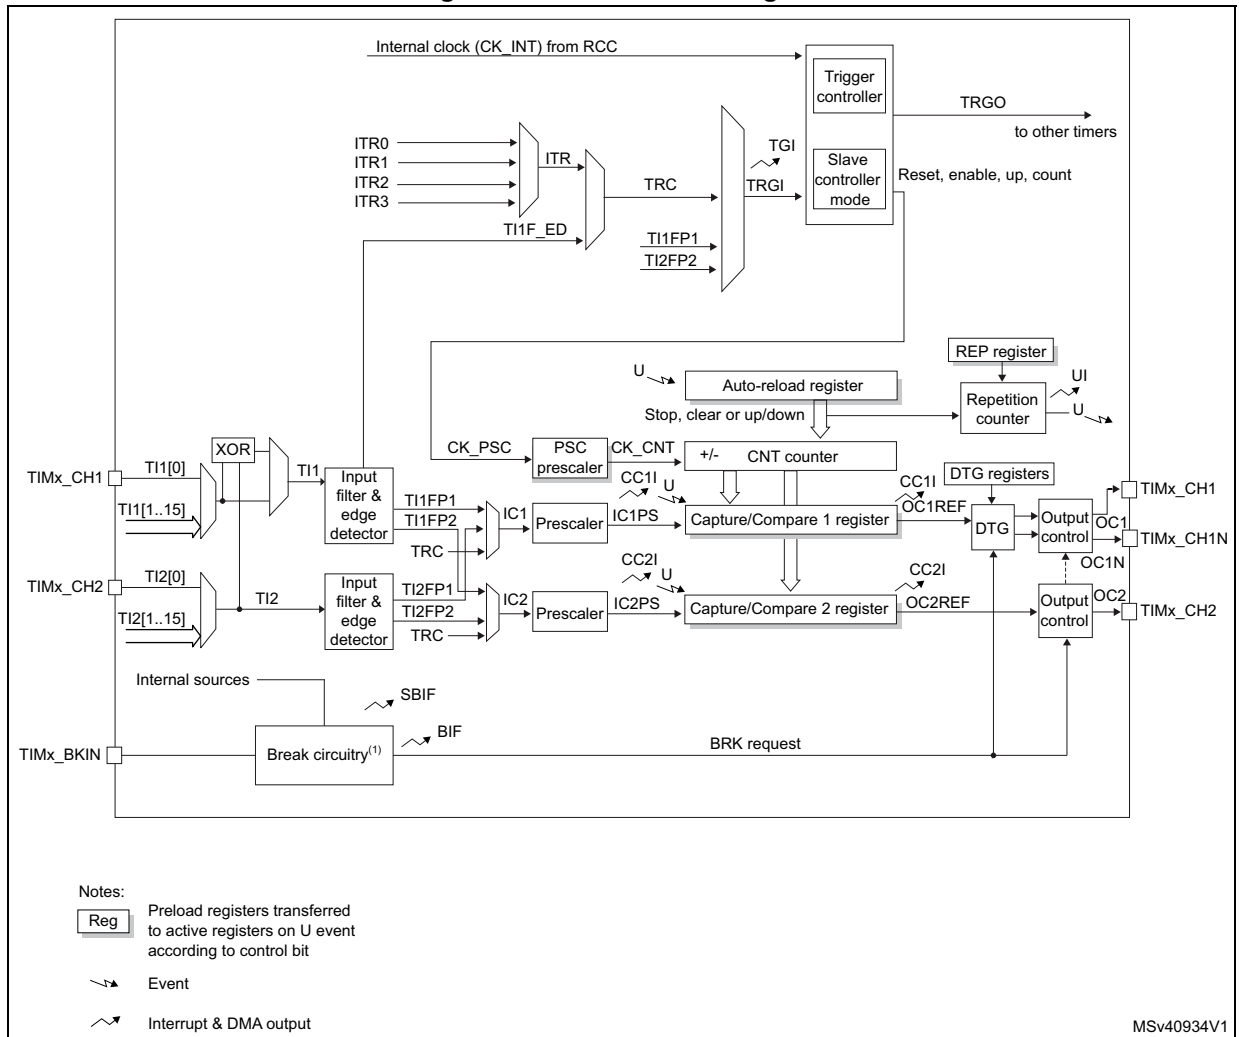 Internal clock (CK_INT) from RCC
Trigger
controller
TRGO
to other timers
ITR0
ITR1
ITR2
ITR3
ITR
TRC
TGI
TRGI
Slave
controller
mode
Reset, enable, up, count
TI1F_ED
TI1FP1
TI2FP2
REP register
U
Auto-reload register
UI
Repetition
counter
U
Stop, clear or up/down
XOR
CK_PSC
PSC
prescaler
CK_CNT
+/-
CNT counter
DTG registers
TIMx_CH1
TI1[0]
TI1
Input
filter &
edge
detector
TI1FP1
TI1FP2
TRC
IC1
Prescaler
IC1PS
CC1I
U
Capture/Compare 1 register
CC1I
OC1REF
DTG
Output
control
OC1
TIMx_CH1
TIMx_CH1N
OC1N
TI1[1..15]
TIMx_CH2
TI2[0]
TI2
Input
filter &
edge
detector
TI2FP1
TI2FP2
TRC
IC2
Prescaler
IC2PS
CC2I
U
Capture/Compare 2 register
CC2I
OC2REF
Output
control
OC2
TIMx_CH2
TI2[1..15]
Internal sources
SBIF
BIF
TIMx_BKIN
Break circuitry(1)
BRK request
Notes:
Reg
Preload registers transferred
to active registers on U event
according to control bit
Event
Interrupt & DMA output
MSv40934V1